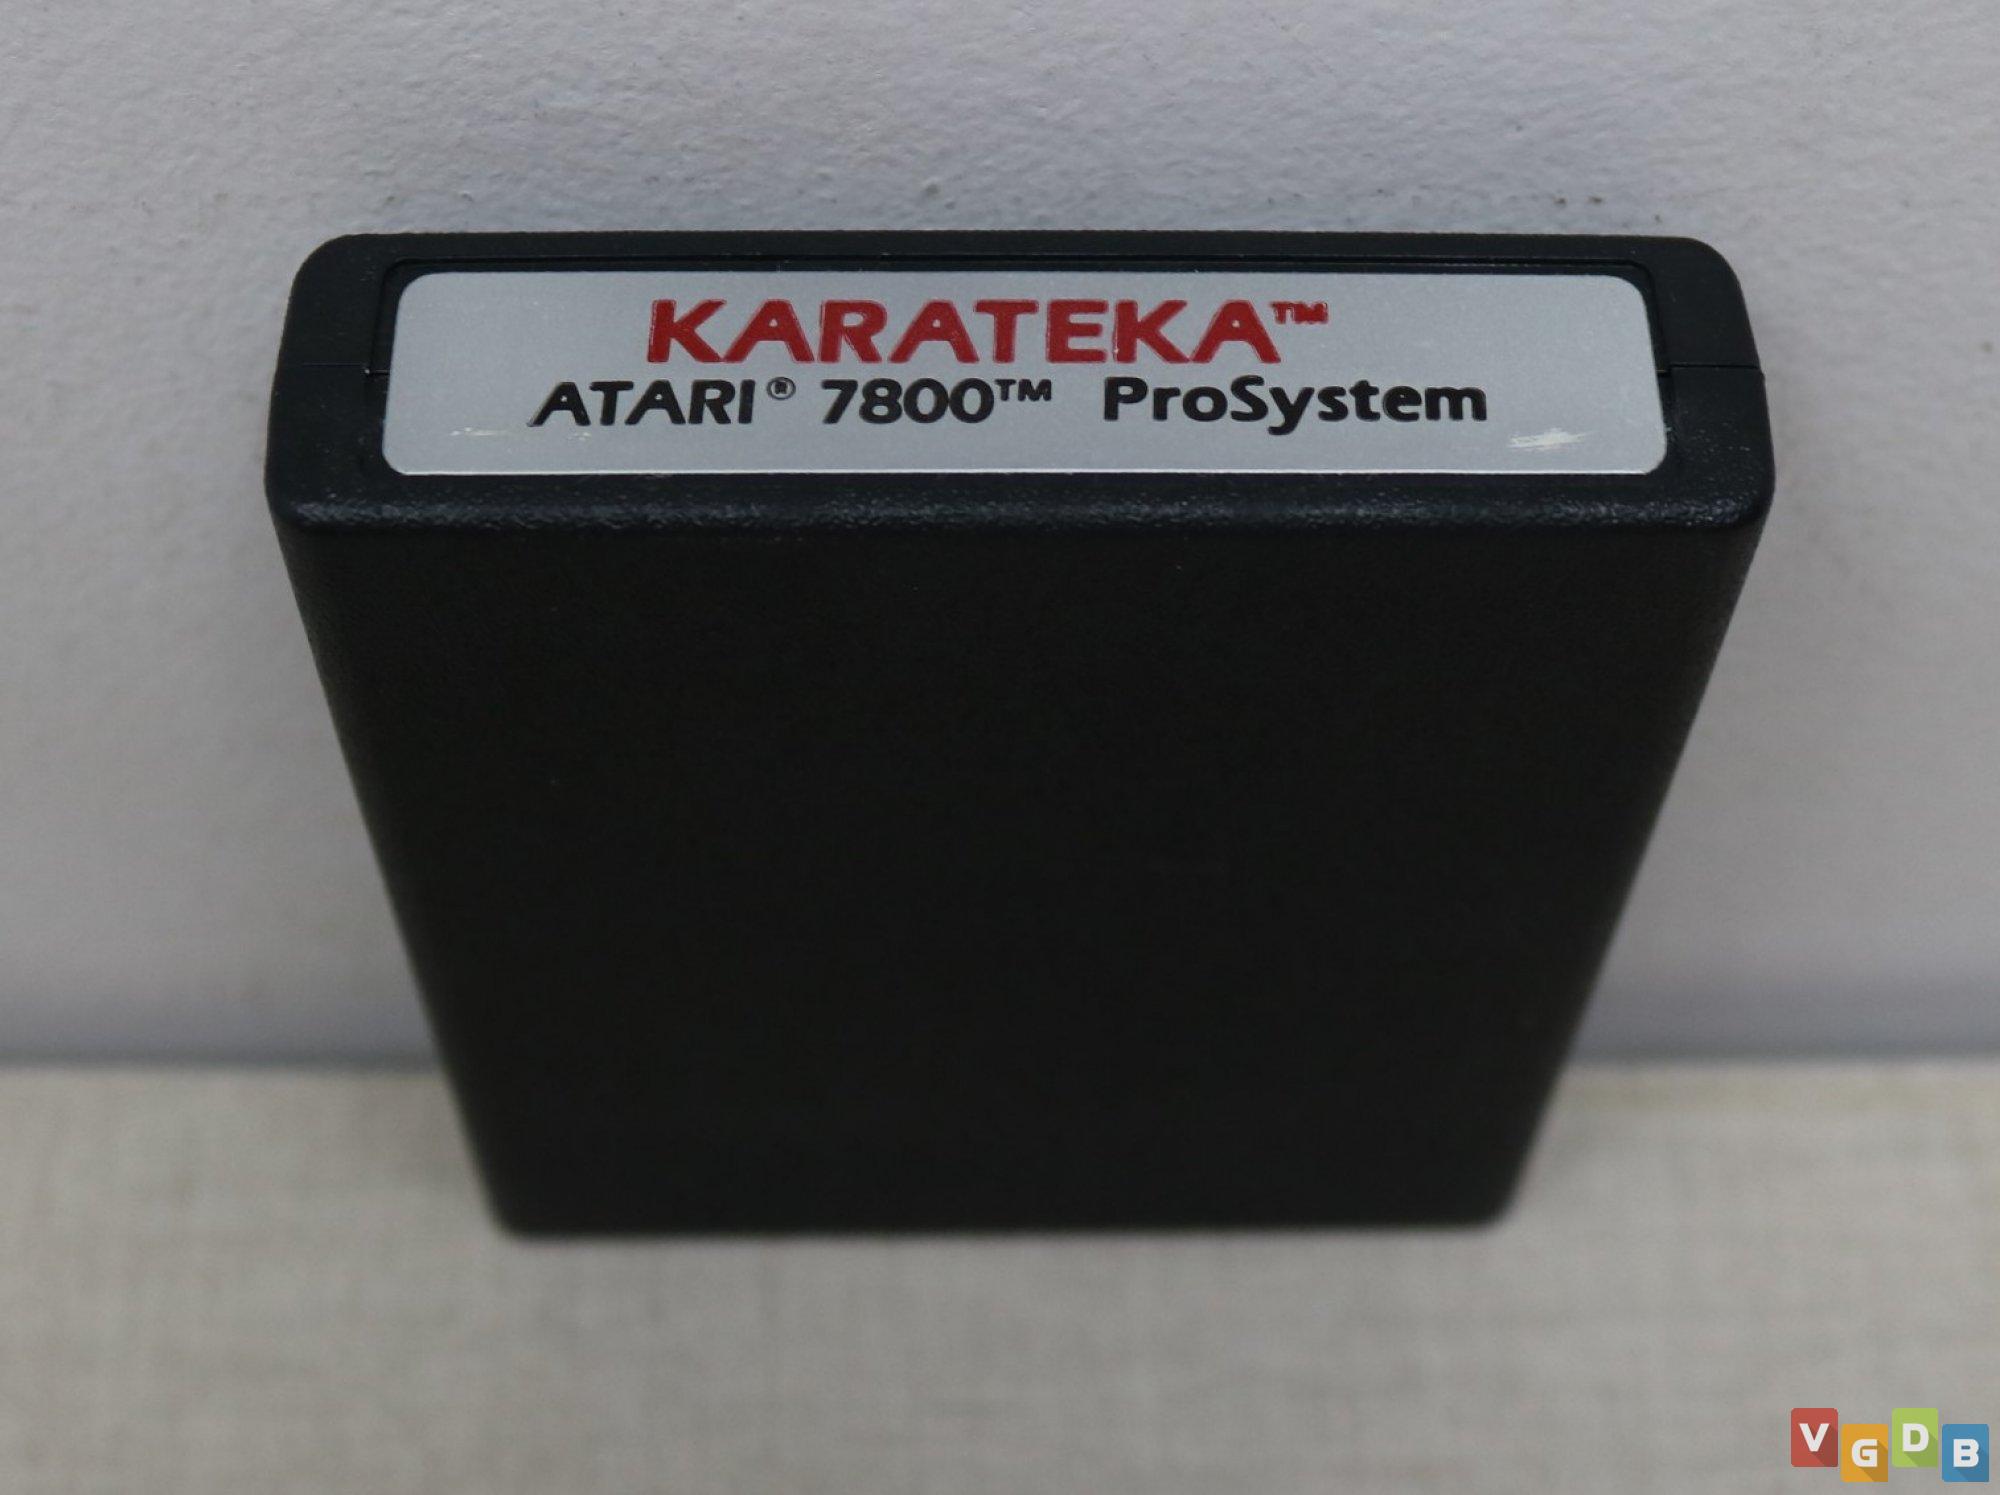 KARATEKA™
ATARI® 7800™ ProSystem
VGDB